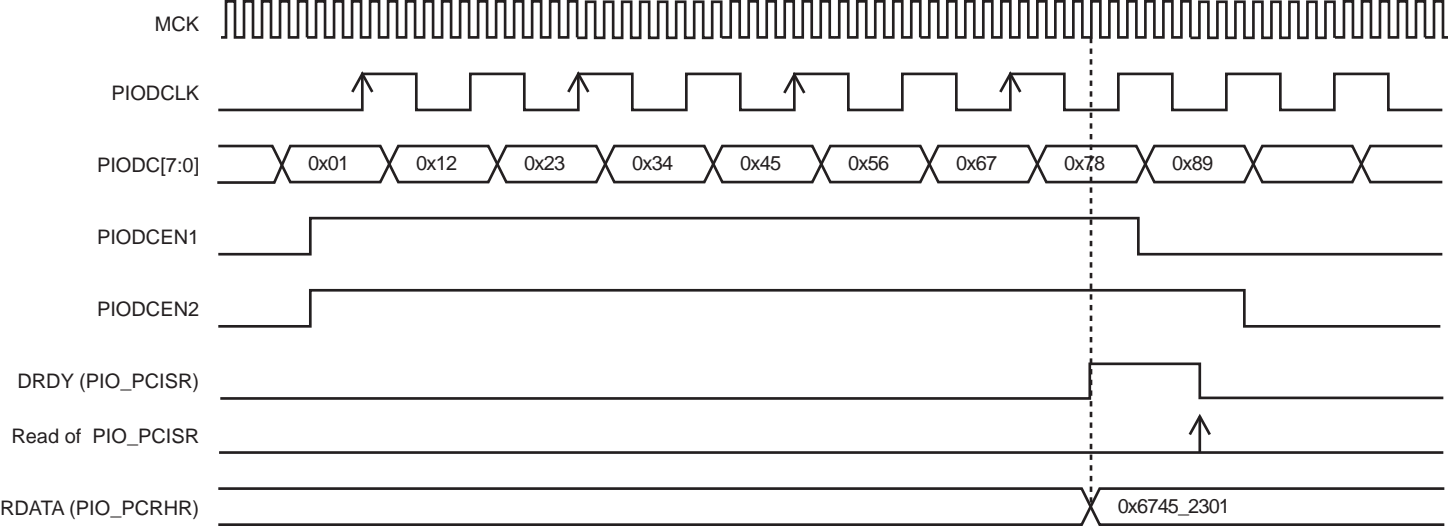 MCK
PIODCLK
PIODC[7:0] 0x01 0x12 0x23 0x34 0x45 0x56 0x67 0x78 0x89
PIODCEN1
PIODCEN2
DRDY (PIO_PCISR)
Read of PIO_PCISR
RDATA (PIO_PCRHR) 0x6745_2301